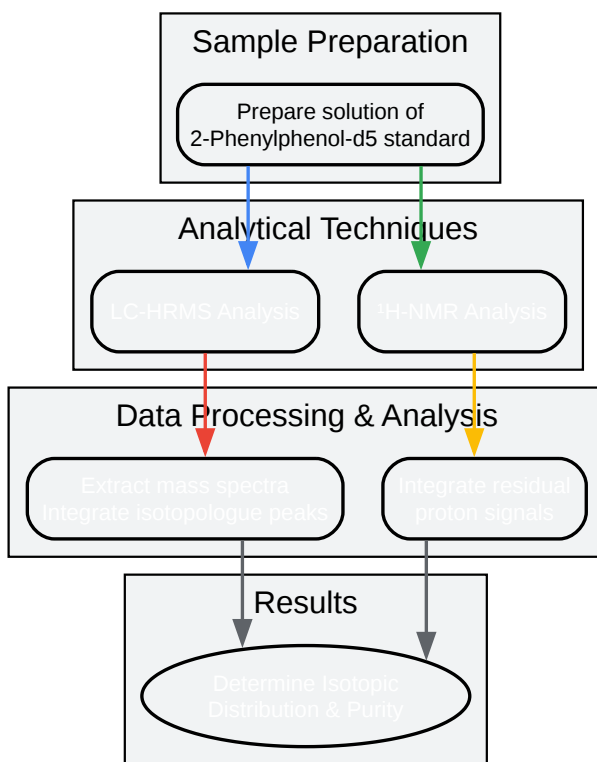 Sample Preparation
Prepare solution of
2-Phenylphenol-d5 standard
Analytical Techniques
LC-HRMS Analysis
¹H-NMR Analysis
Data Processing & Analysis
Extract mass spectra
Integrate isotopologue peaks
Integrate residual
proton signals
Results
Determine Isotopic
Distribution & Purity